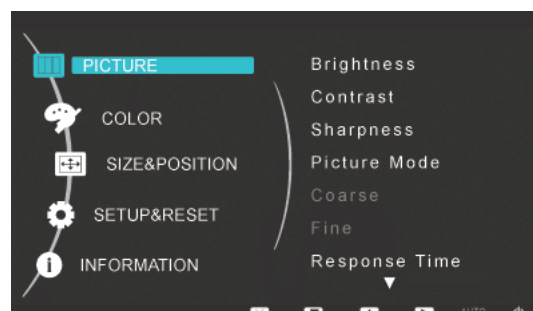 PICTURE
COLOR
SIZE&POSITION
SETUP&RESET
INFORMATION
Brightness
Contrast
Sharpness
Picture Mode
Coarse
Fine
Response Time
AUTO